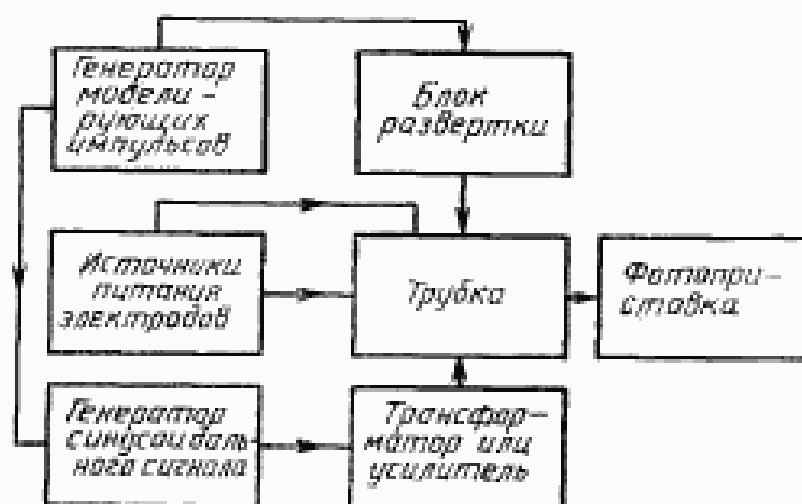 Генератор
модели -
рующих
импульсов
Блок
развертки
Источники
питания
электродов
Трубка
Фотопри-
ставка
Генератор
синусоидаль-
ного сигнала
Трансфор-
матор или
усилитель